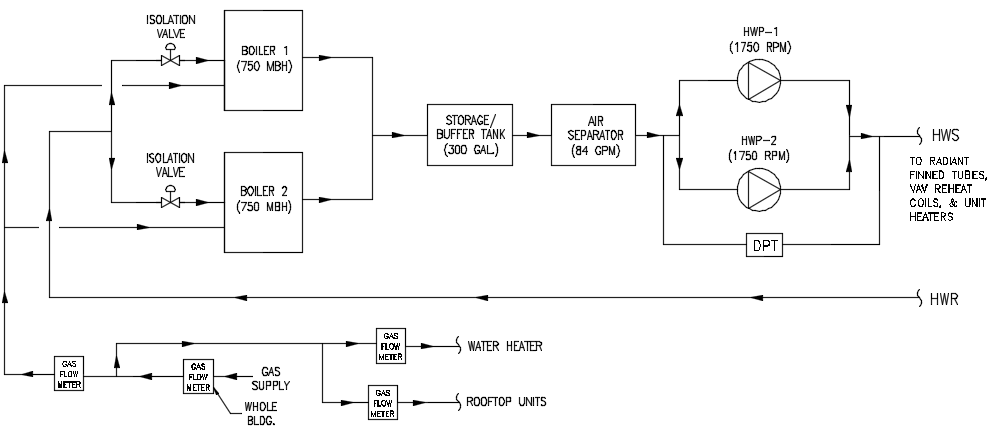 ISOLATION
VALVE
BOILER 1
(750 MBH)
HWP-1
(1750 RPM)
STORAGE/
BUFFER TANK
(300 GAL.)
AIR
SEPARATOR
(84 GPM)
HWP-2
(1750 RPM)
HWS
TO RADIANT
FINNED TUBES,
VAV REHEAT
COILS, & UNIT
HEATERS
ISOLATION
VALVE
BOILER 2
(750 MBH)
DPT
HWR
GAS
FLOW
METER
WATER HEATER
GAS
FLOW
METER
GAS
FLOW
METER
GAS
SUPPLY
WHOLE
BLDG.
GAS
FLOW
METER
ROOFTOP UNITS